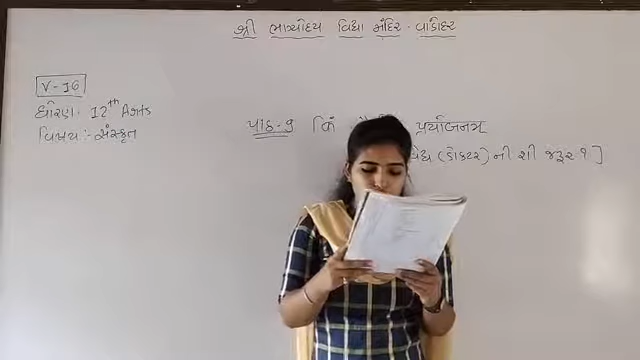 શ્રી ભાગ્યોદય વિદ્યા મંદિર - વાંકાનેર
V-16
ધોરણ - 12th Arts
વિષય :- સંસ્કૃત
પાઠ-9 કિં પ્રયોજનમ્
વૈદ્ય (ડોક્ટર) ની શી જરૂર ? ]